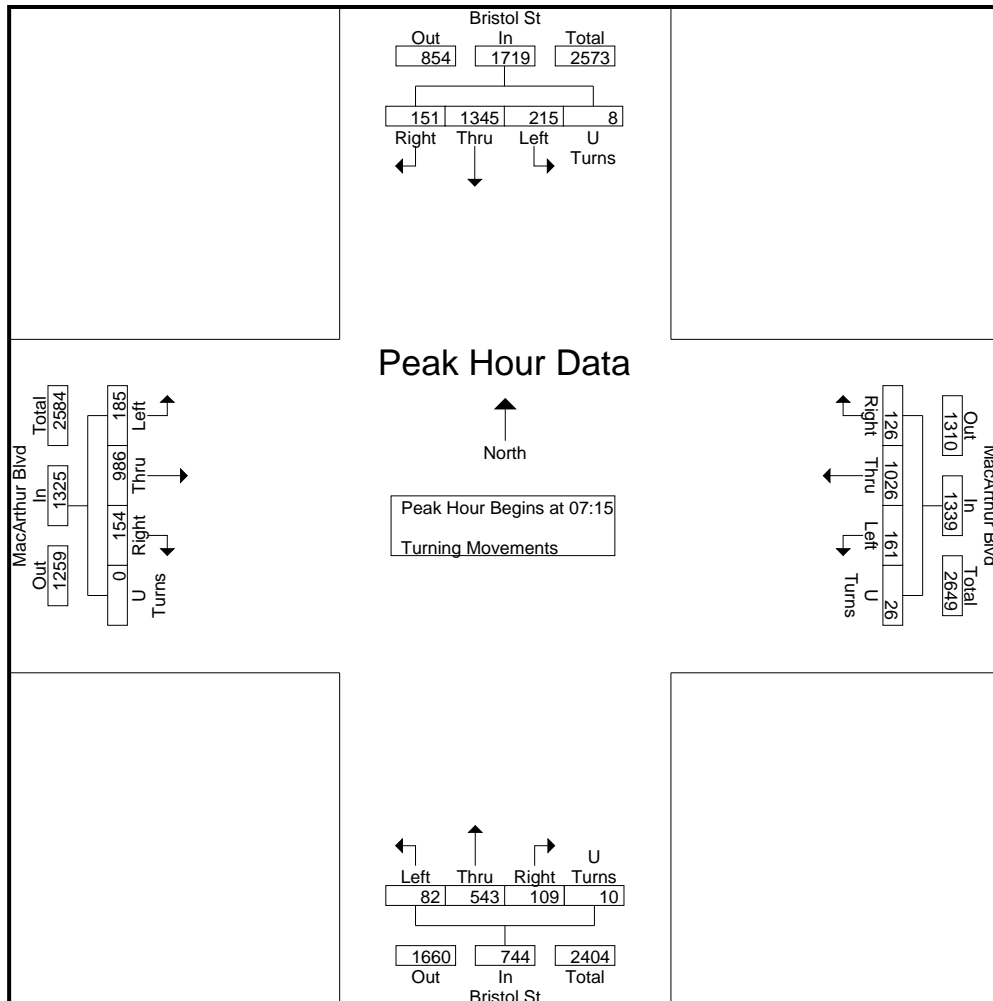 Bristol St
Out In Total
854 1719 2573
151 1345 215 8
Right Thru Left U
Turns
Peak Hour Data
North
Peak Hour Begins at 07:15
Turning Movements
MacArthur Blvd
Total In Out
2584 1325 1259
185 986 154 0
Left Thru Right U
Turns
MacArthur Blvd
Out In Total
1310 1339 2649
126 1026 161 26
Right Thru Left U
Turns
U
Left Thru Right Turns
82 543 109 10
1660 744 2404
Out In Total
Bristol St